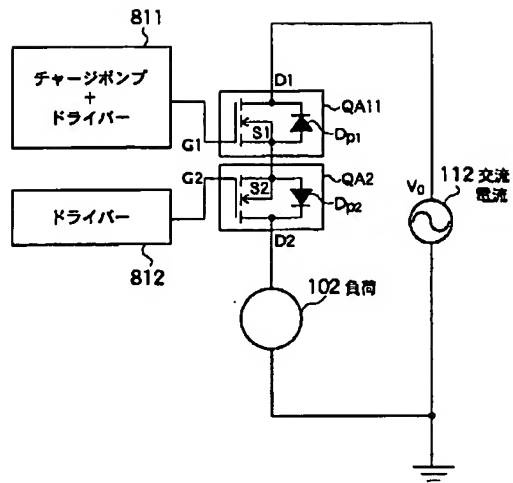 811
チャージポンプ
+
ドライバー
D1
QA11
S1
Dp1
G1
G2
S2
QA2
Dp2
D2
ドライバー
812
Va
112 交流
電流
102 負荷